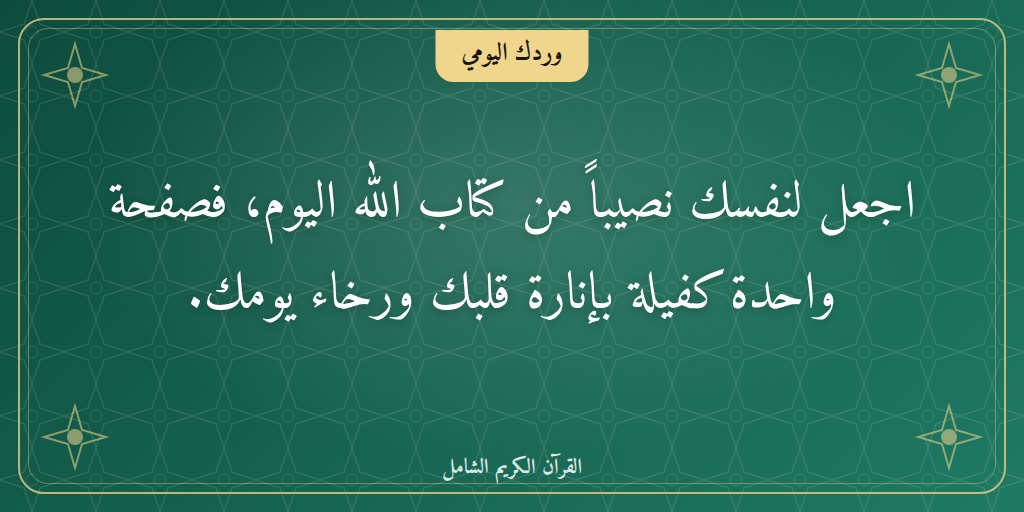 وردك اليومي
اجعل لنفسك نصيباً من كتاب الله اليوم، فصفحة
واحدة كفيلة بإنارة قلبك ورخاء يومك.
القرآن الكريم الشامل